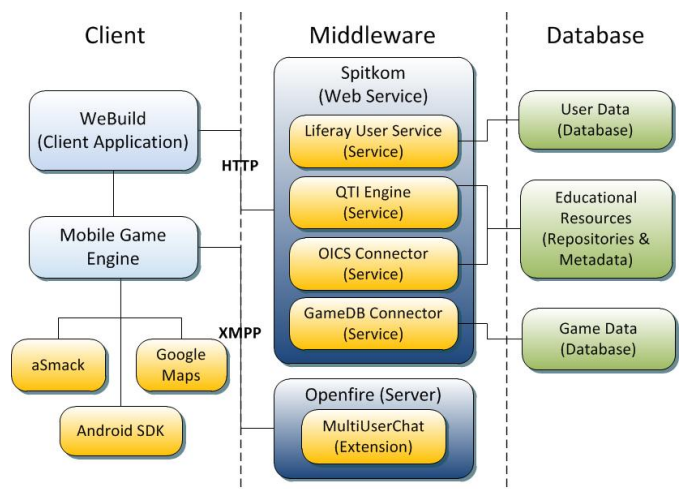 Client
Middleware
Database
WeBuild
(Client Application)
Mobile Game
Engine
aSmack
Google
Maps
Android SDK
HTTP
XMPP
Spitkom
(Web Service)
Liferay User Service
(Service)
QTI Engine
(Service)
OICS Connector
(Service)
GameDB Connector
(Service)
Openfire (Server)
MultiUserChat
(Extension)
User Data
(Database)
Educational
Resources
(Repositories &
Metadata)
Game Data
(Database)